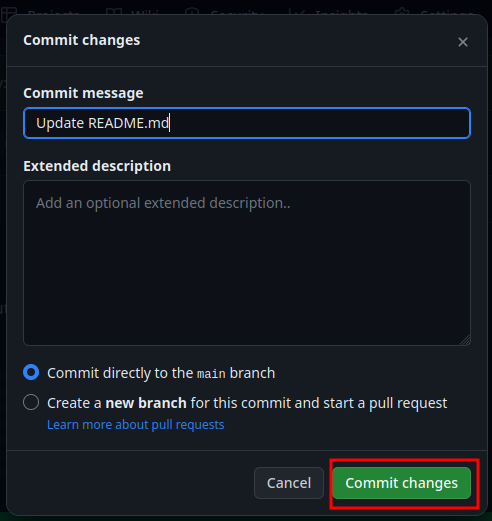 Projects Wiki Security Insights Settings
Commit changes
Commit message
Update README.md
Extended description
Add an optional extended description..
Commit directly to the main branch
Create a new branch for this commit and start a pull request
Learn more about pull requests
Cancel Commit changes